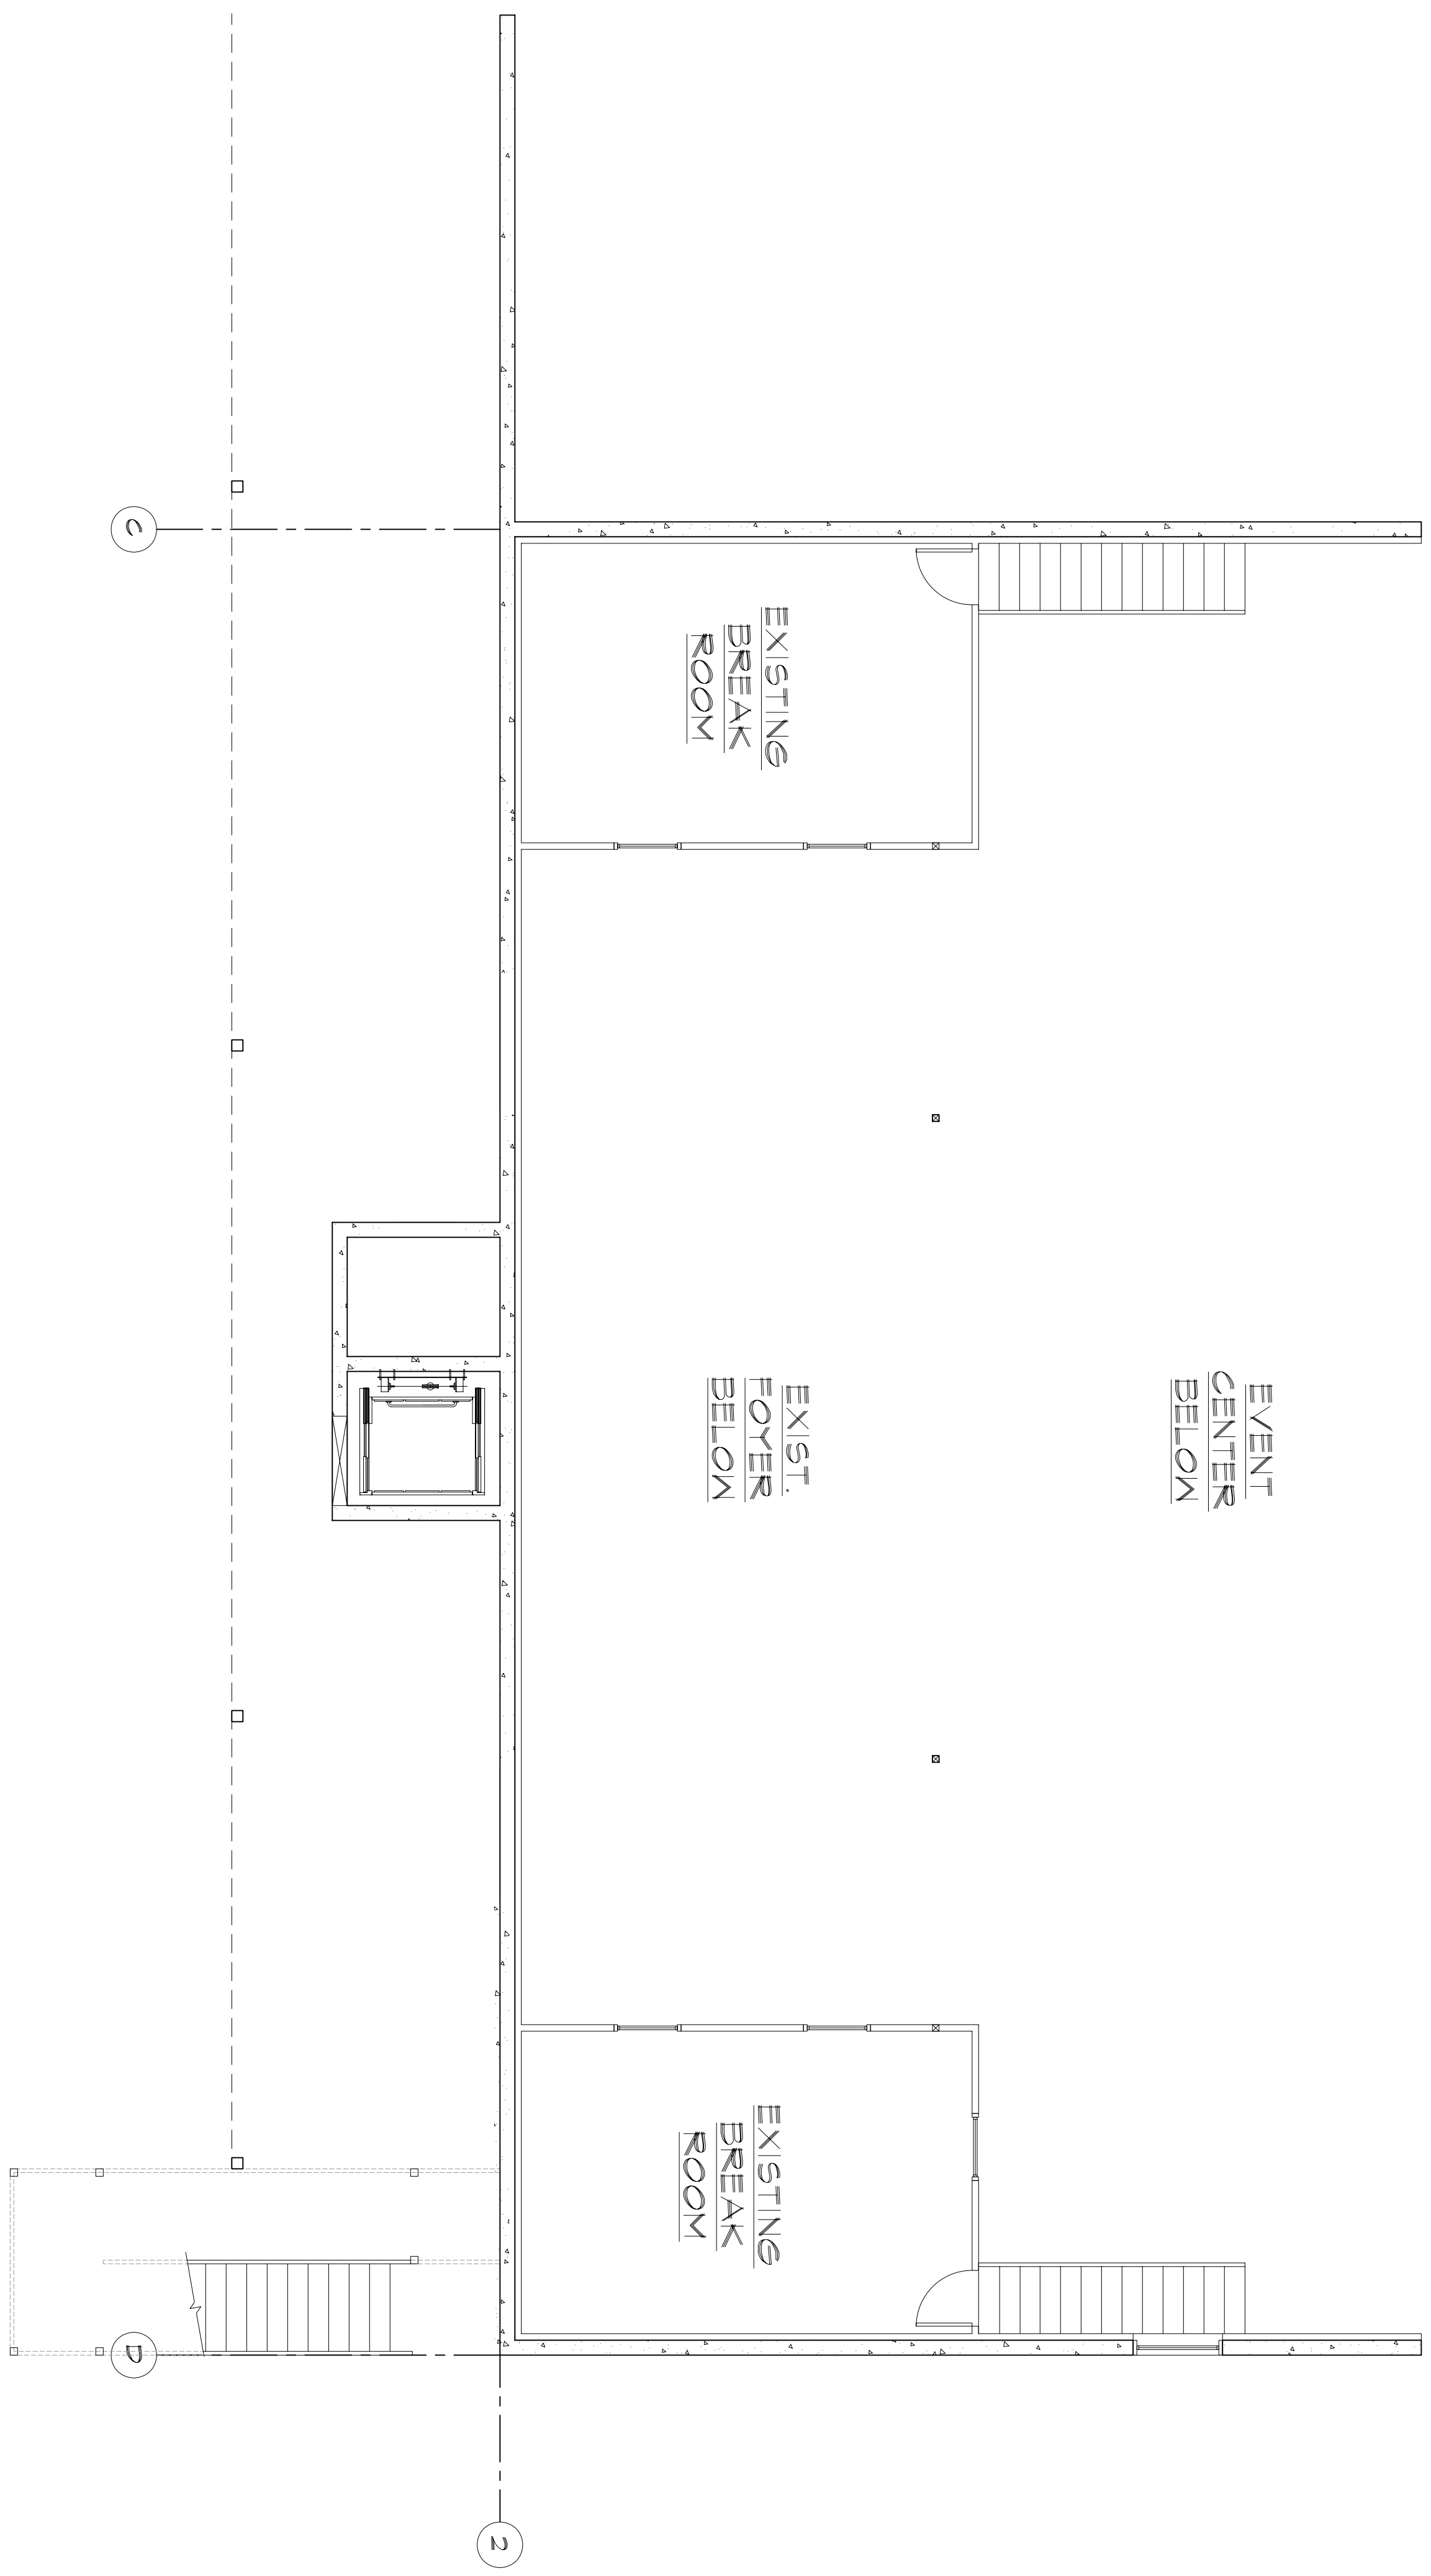 C
EXISTING
BREAK
ROOM
EXIST.
FOYER
BELOW
EVENT
CENTER
BELOW
EXISTING
BREAK
ROOM
D
2